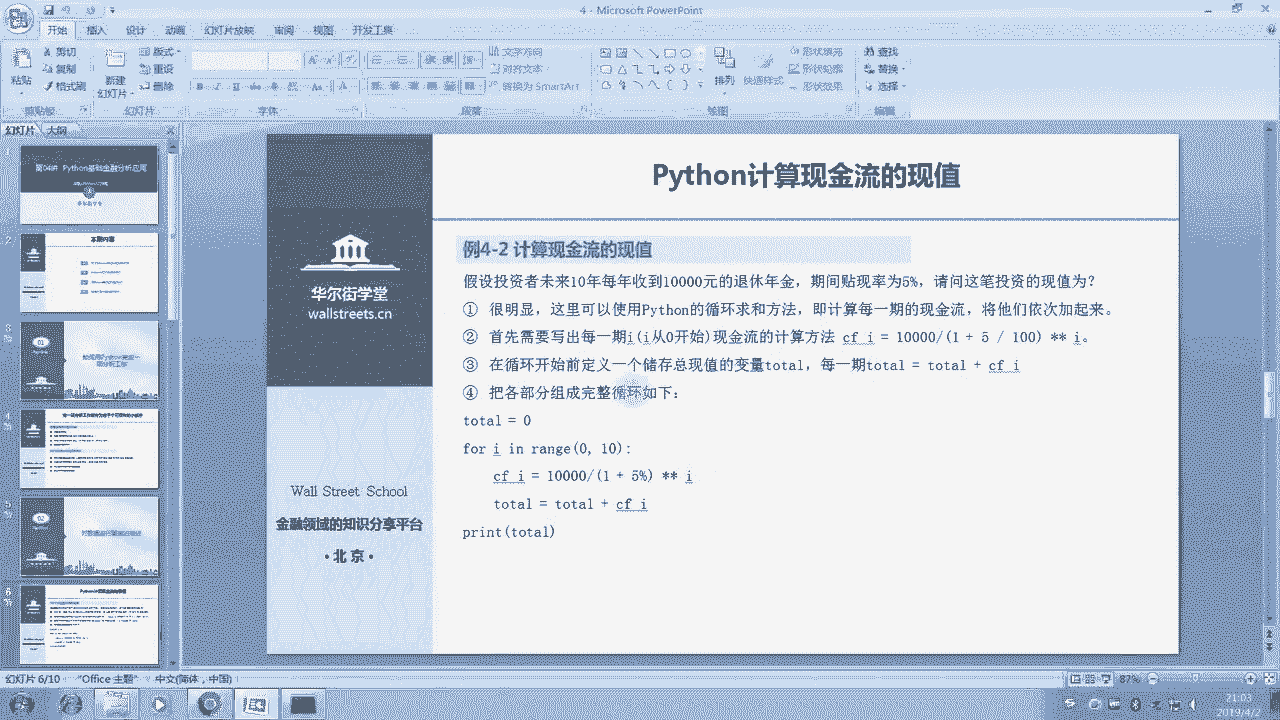 4 - Microsoft PowerPoint
开始 插入 设计 动画 幻灯片放映 审阅 视图 开发工具
剪切
复制
格式刷
粘贴
新建
幻灯片
版式
重设
删除
文字方向
对齐文本
转换为 SmartArt
排列
快速样式
形状填充
形状轮廓
形状效果
查找
替换
选择
剪贴板 幻灯片 字体 段落 绘图 编辑
幻灯片 大纲
Python计算现金流的现值
例4-2:计算现金流的现值
假设投资者未来10年每年收到10000元的退休年金，期间贴现率为5%，请问这笔投资的现值为?
① 很明显，这里可以使用Python的循环求和方法，即计算每一期的现金流，将他们依次加起来。
② 首先需要写出每一期i(i从0开始)现金流的计算方法 cf_i = 10000/(1 + 5 / 100) ** i。
③ 在循环开始前定义一个储存总现值的变量total，每一期total = total + cf_i
④ 把各部分组成完整循环如下：
total = 0
for i in range(0, 10):
cf_i = 10000/(1 + 5%) ** i
total = total + cf_i
print(total)
华尔街学堂
wallstreets.cn
Wall Street School
金融领域的知识分享平台
• 北 京 •
幻灯片 6/10 "Office 主题" 中文(简体，中国)
87%
21:03
2019/4/2